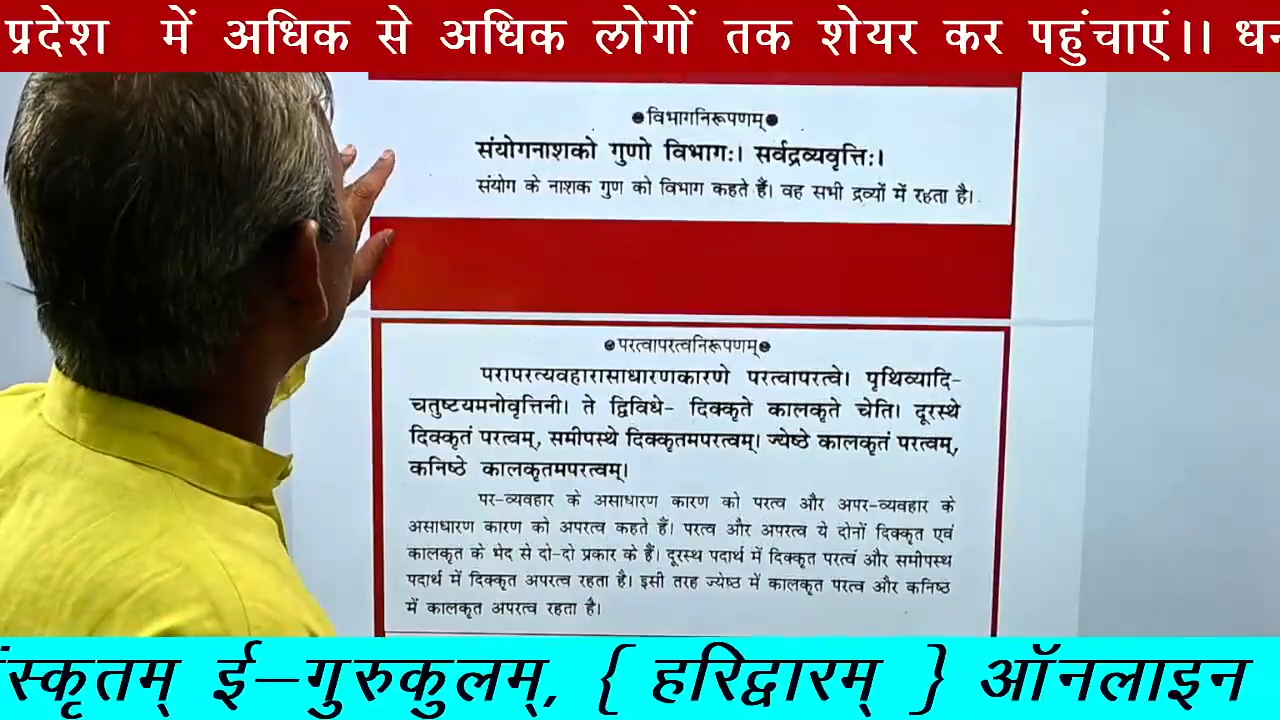 प्रदेश में अधिक से अधिक लोगों तक शेयर कर पहुंचाएं।। धन
●विभागनिरूपणम्●
संयोगनाशको गुणो विभागः। सर्वद्रव्यवृत्तिः।
संयोग के नाशक गुण को विभाग कहते हैं। वह सभी द्रव्यों में रहता है।
●परत्वापरत्वनिरूपणम्●
परापरत्यवहारासाधारणकारणे परत्वापरत्वे। पृथिव्यादि-
चतुष्टयमनोवृत्तिनी। ते द्विविधे- दिक्कृते कालकृते चेति। दूरस्थे
दिक्कृतं परत्वम्, समीपस्थे दिक्कृतमपरत्वम्। ज्येष्ठे कालकृतं परत्वम्,
कनिष्ठे कालकृतमपरत्वम्।
पर-व्यवहार के असाधारण कारण को परत्व और अपर-व्यवहार के
असाधारण कारण को अपरत्व कहते हैं। परत्व और अपरत्व ये दोनों दिक्कृत एवं
कालकृत के भेद से दो-दो प्रकार के हैं। दूरस्थ पदार्थ में दिक्कृत परत्व और समीपस्थ
पदार्थ में दिक्कृत अपरत्व रहता है। इसी तरह ज्येष्ठ में कालकृत परत्व और कनिष्ठ
में कालकृत अपरत्व रहता है।
ंस्कृतम् ई-गुरुकुलम्, { हरिद्वारम् } ऑनलाइन